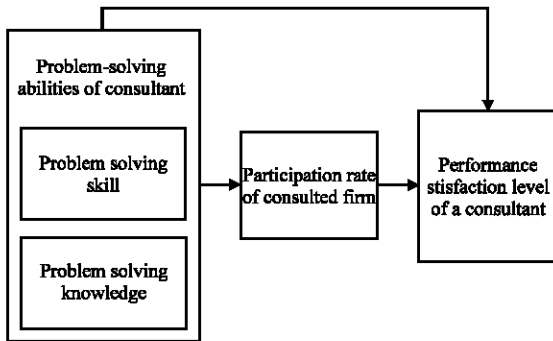 Problem-solving
abilities of consultant
Problem solving
skill
Problem solving
knowledge
Participation rate
of consulted firm
Performance
stisfaction level
of a consultant